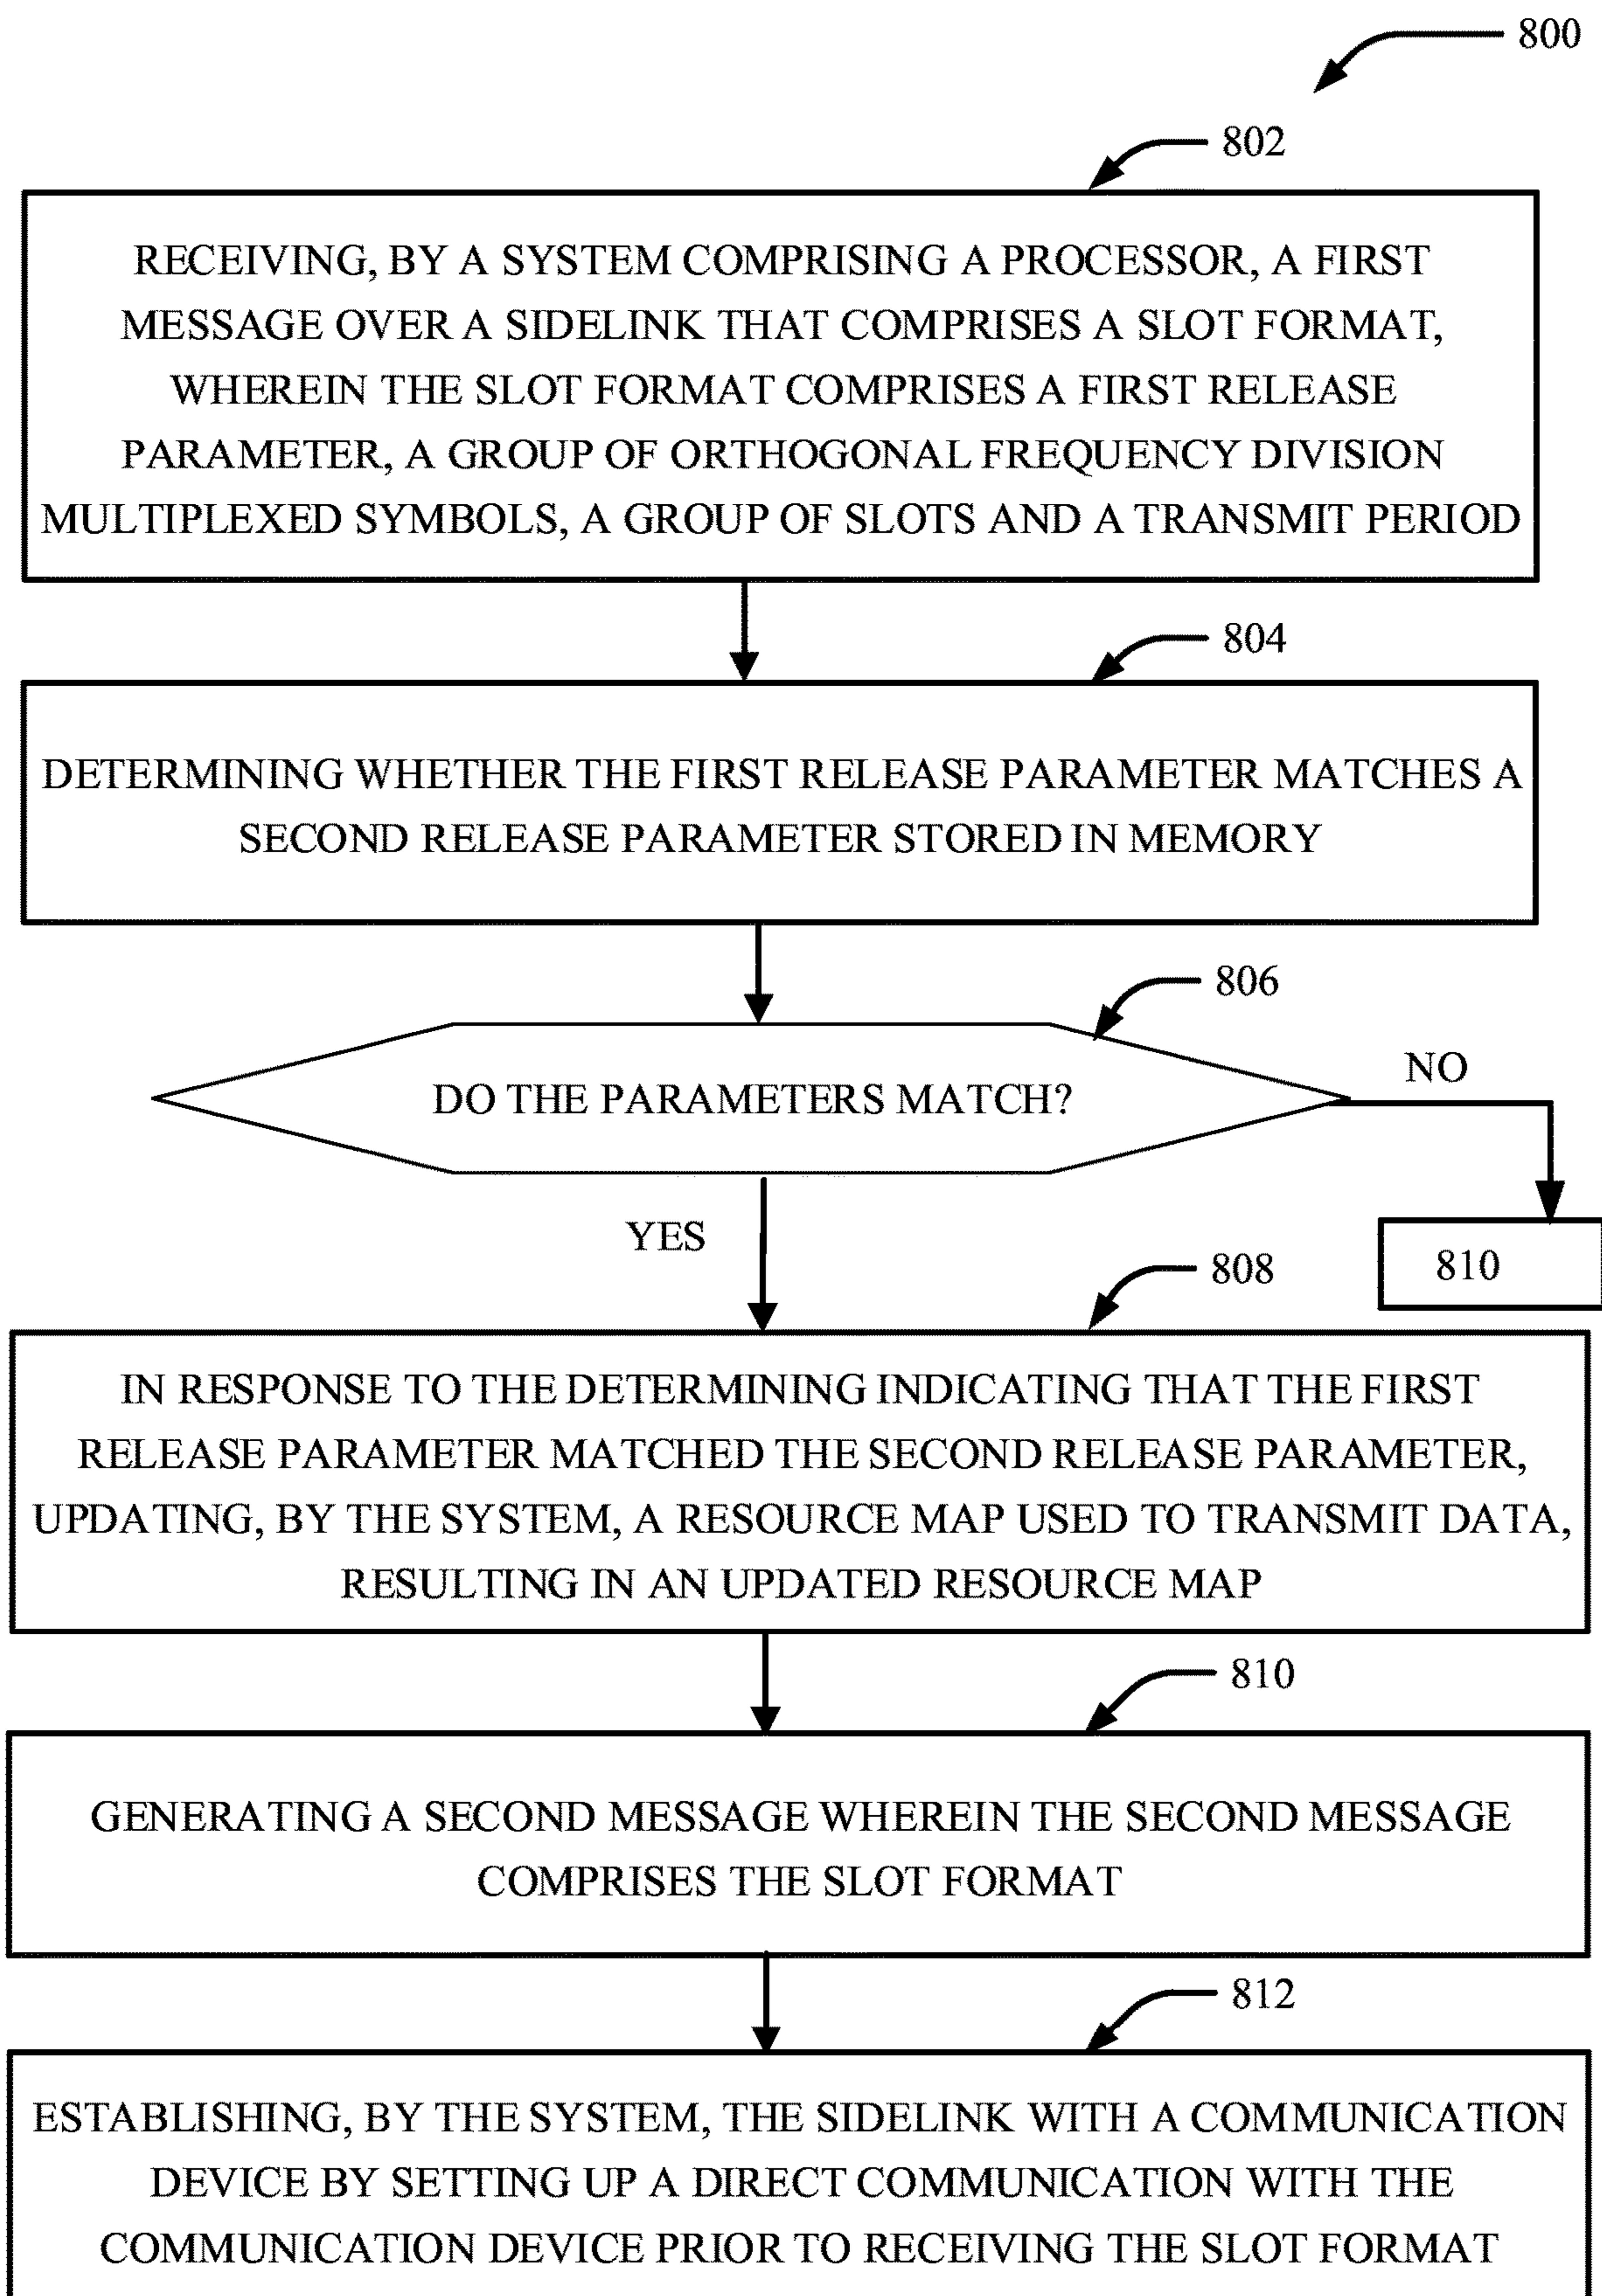 800
802
RECEIVING, BY A SYSTEM COMPRISING A PROCESSOR, A FIRST
MESSAGE OVER A SIDELINK THAT COMPRISES A SLOT FORMAT,
WHEREIN THE SLOT FORMAT COMPRISES A FIRST RELEASE
PARAMETER, A GROUP OF ORTHOGONAL FREQUENCY DIVISION
MULTIPLEXED SYMBOLS, A GROUP OF SLOTS AND A TRANSMIT PERIOD
804
DETERMINING WHETHER THE FIRST RELEASE PARAMETER MATCHES A
SECOND RELEASE PARAMETER STORED IN MEMORY
806
DO THE PARAMETERS MATCH?
NO
YES
810
808
IN RESPONSE TO THE DETERMINING INDICATING THAT THE FIRST
RELEASE PARAMETER MATCHED THE SECOND RELEASE PARAMETER,
UPDATING, BY THE SYSTEM, A RESOURCE MAP USED TO TRANSMIT DATA,
RESULTING IN AN UPDATED RESOURCE MAP
810
GENERATING A SECOND MESSAGE WHEREIN THE SECOND MESSAGE
COMPRISES THE SLOT FORMAT
812
ESTABLISHING, BY THE SYSTEM, THE SIDELINK WITH A COMMUNICATION
DEVICE BY SETTING UP A DIRECT COMMUNICATION WITH THE
COMMUNICATION DEVICE PRIOR TO RECEIVING THE SLOT FORMAT